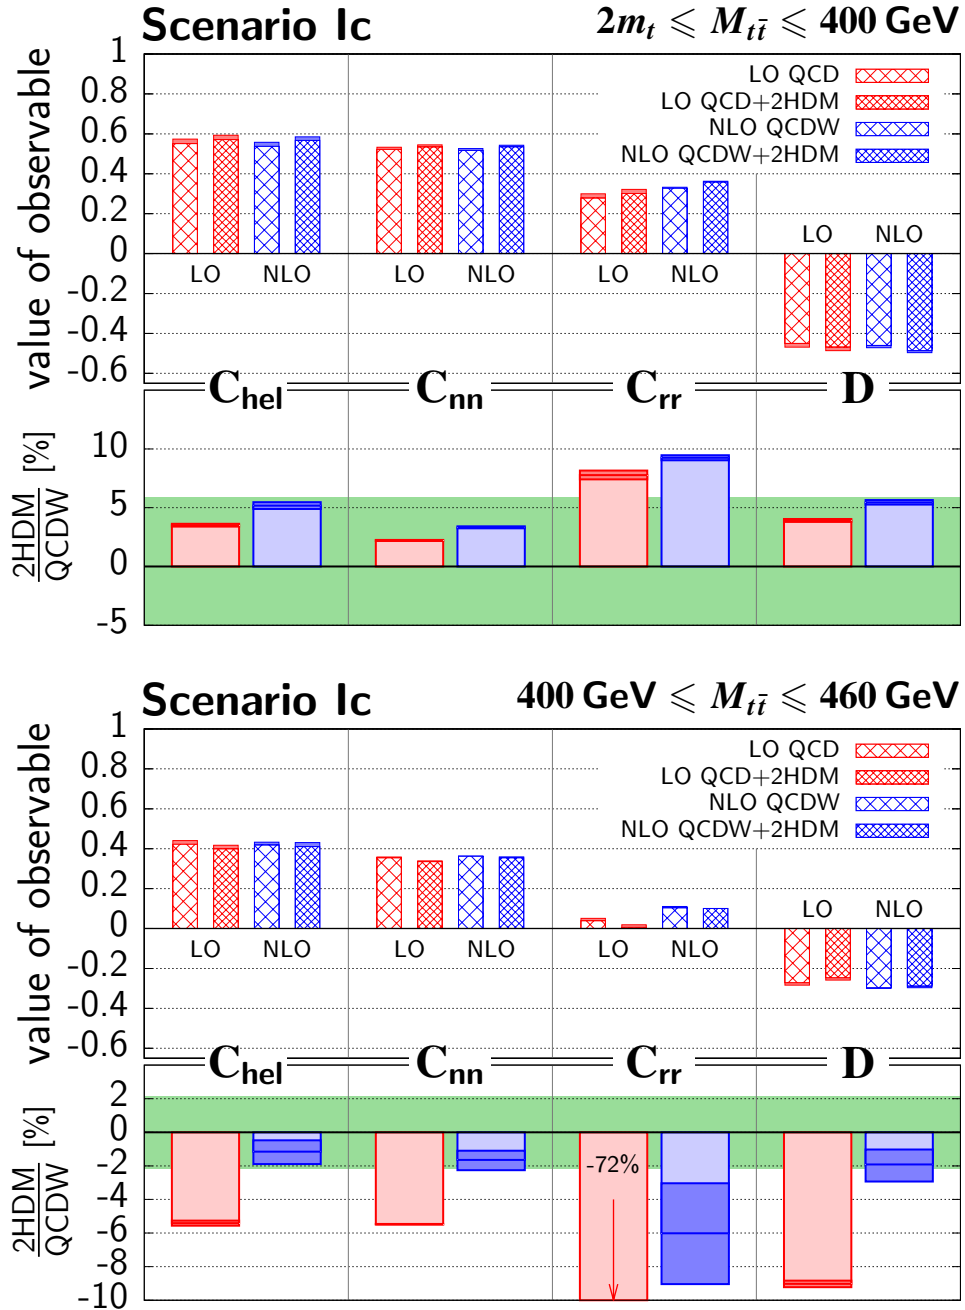 Scenario Ic 2m_t ⩽ M_{tt̄} ⩽ 400 GeV
value of observable
1
0.8
0.6
0.4
0.2
0
-0.2
-0.4
-0.6
LO QCD
LO QCD+2HDM
NLO QCDW
NLO QCDW+2HDM
LO NLO LO NLO LO NLO LO NLO
C_hel C_nn C_rr D
2HDM/QCDW [%]
10
5
0
-5
Scenario Ic 400 GeV ⩽ M_{tt̄} ⩽ 460 GeV
value of observable
1
0.8
0.6
0.4
0.2
0
-0.2
-0.4
-0.6
LO QCD
LO QCD+2HDM
NLO QCDW
NLO QCDW+2HDM
LO NLO LO NLO LO NLO LO NLO
C_hel C_nn C_rr D
2HDM/QCDW [%]
2
0
-2
-4
-6
-8
-10
-72%